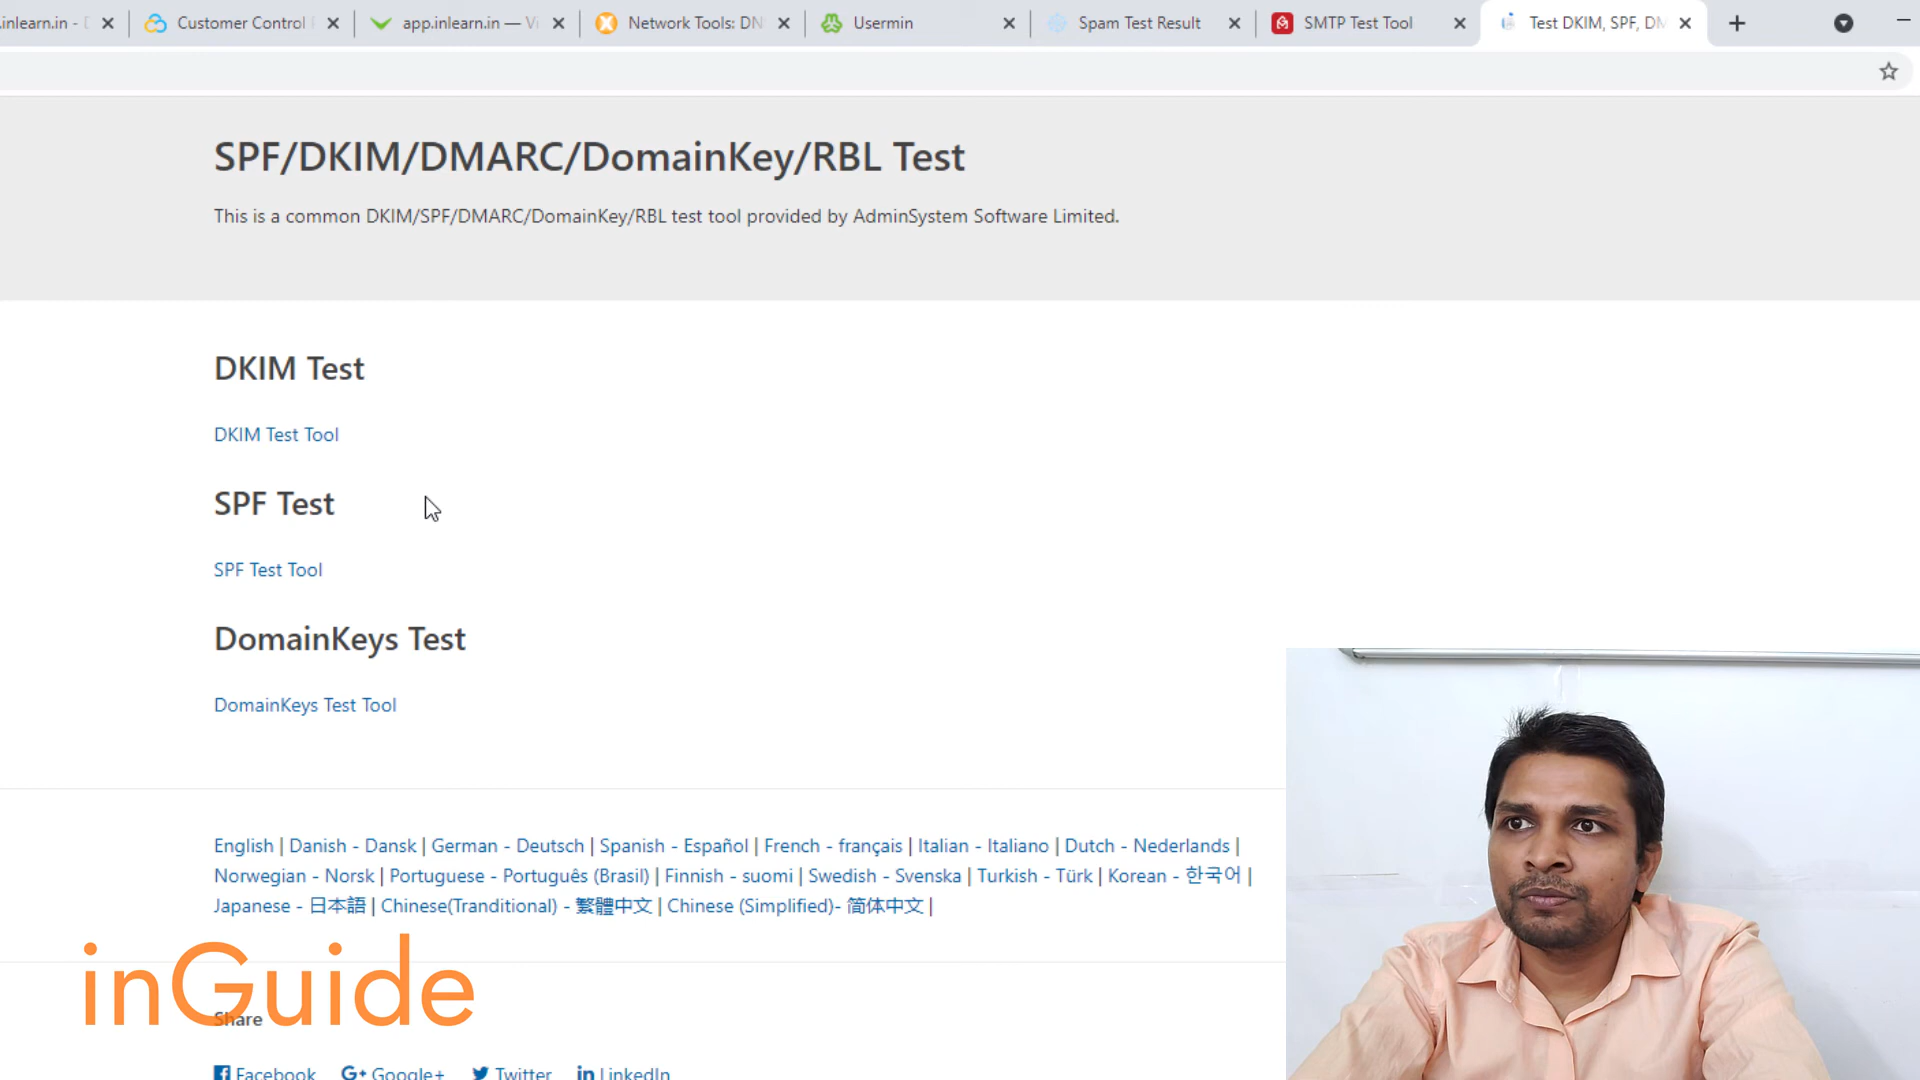 .inlearn.in -
Customer Control
app.inlearn.in — Vi
Network Tools: DN
Usermin
Spam Test Result
SMTP Test Tool
Test DKIM, SPF, DM
SPF/DKIM/DMARC/DomainKey/RBL Test
This is a common DKIM/SPF/DMARC/DomainKey/RBL test tool provided by AdminSystem Software Limited.
DKIM Test
DKIM Test Tool
SPF Test
SPF Test Tool
DomainKeys Test
DomainKeys Test Tool
English | Danish - Dansk | German - Deutsch | Spanish - Español | French - français | Italian - Italiano | Dutch - Nederlands |
Norwegian - Norsk | Portuguese - Português (Brasil) | Finnish - suomi | Swedish - Svenska | Turkish - Türk | Korean - 한국어 |
Japanese - 日本語 | Chinese(Tranditional) - 繁體中文 | Chinese (Simplified)- 简体中文 |
inGuide
Share
Facebook Google+ Twitter LinkedIn